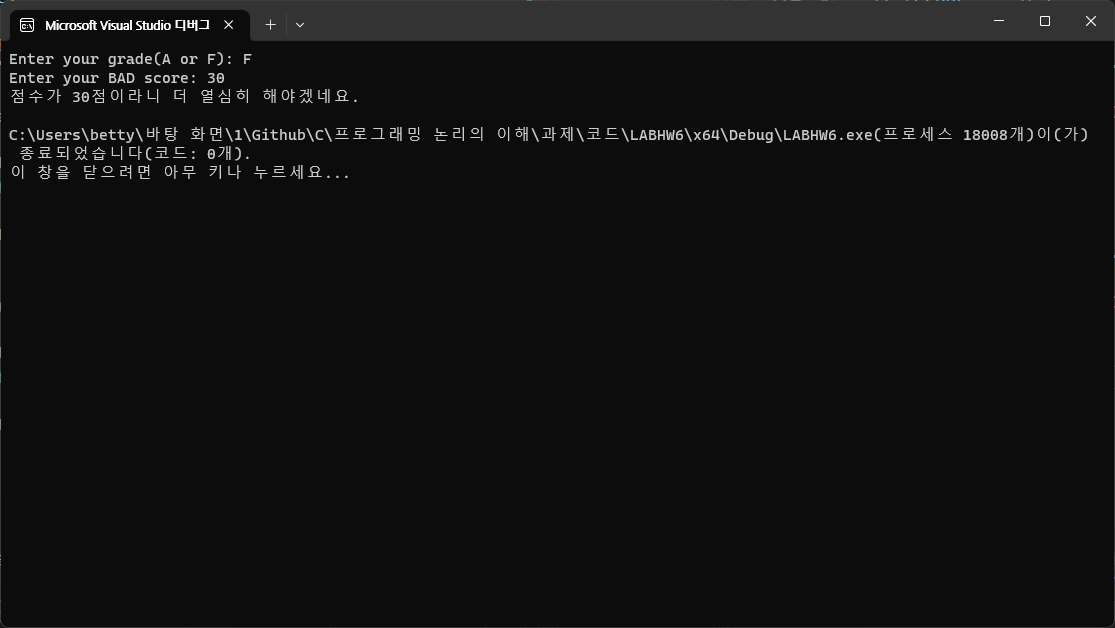 Microsoft Visual Studio 디버그
Enter your grade(A or F): F
Enter your BAD score: 30
점수가 30점이라니 더 열심히 해야겠네요.
C:\Users\betty\바탕 화면\1\Github\C\프로그래밍 논리의 이해\과제\코드\LABHW6\x64\Debug\LABHW6.exe(프로세스 18008개)이(가)
종료되었습니다(코드: 0개).
이 창을 닫으려면 아무 키나 누르세요...